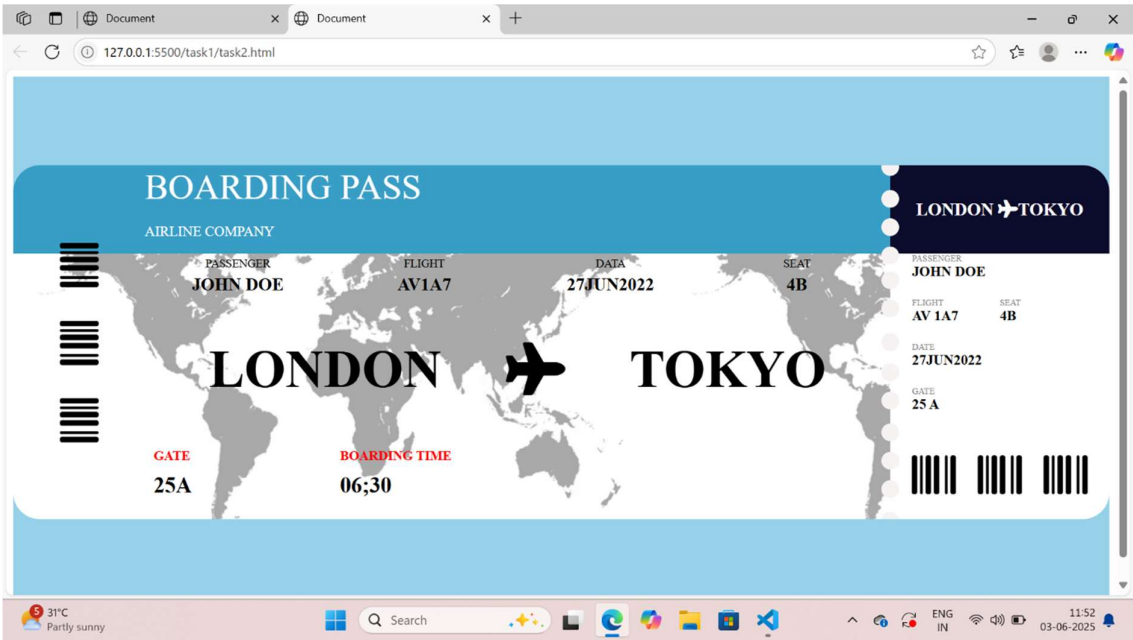 Document
Document
127.0.0.1:5500/task1/task2.html
BOARDING PASS
AIRLINE COMPANY
LONDON TOKYO
PASSENGER FLIGHT DATA SEAT
JOHN DOE AV1A7 27JUN2022 4B
LONDON TOKYO
GATE BOARDING TIME
25A 06;30
PASSENGER
JOHN DOE
FLIGHT SEAT
AV 1A7 4B
DATE
27JUN2022
GATE
25 A
5
31°C
Partly sunny
Search
ENG
IN
11:52
03-06-2025